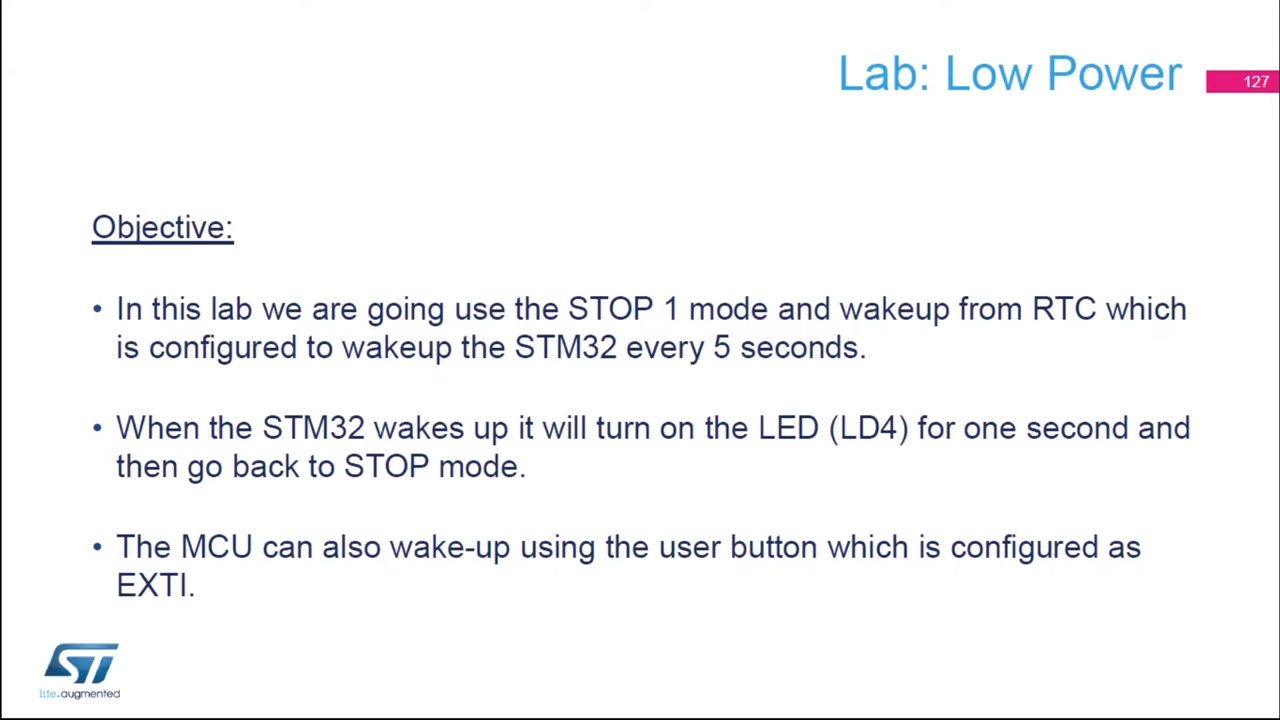 Lab: Low Power
127
Objective:
• In this lab we are going use the STOP 1 mode and wakeup from RTC which
is configured to wakeup the STM32 every 5 seconds.
• When the STM32 wakes up it will turn on the LED (LD4) for one second and
then go back to STOP mode.
• The MCU can also wake-up using the user button which is configured as
EXTI.
ST
life.augmented